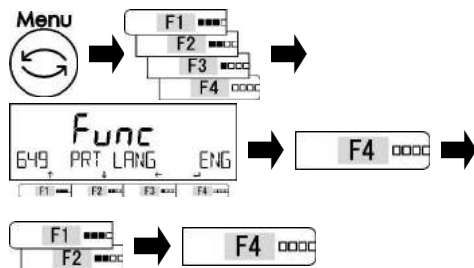 Menu
F1
F2
F3
F4
Func
649 PRT LANG ENG
F1 F2 F3 F4
F4
F1
F2
F4